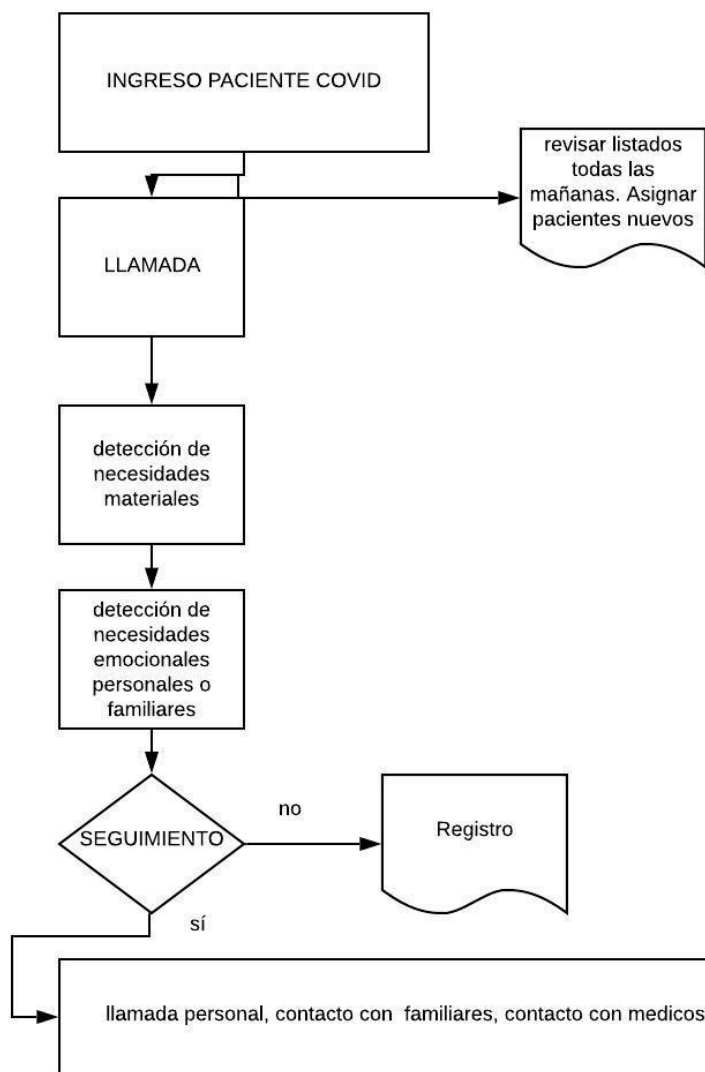 INGRESO PACIENTE COVID
revisar listados
todas las
mañanas. Asignar
pacientes nuevos
LLAMADA
detección de
necesidades
materiales
detección de
necesidades
emocionales
personales o
familiares
SEGUIMIENTO
no
Registro
sí
llamada personal, contacto con familiares, contacto con medicos